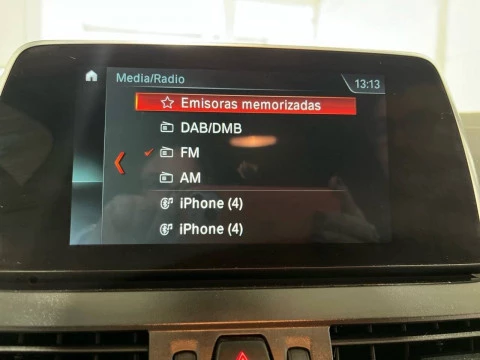 Media/Radio
13:13
Emisoras memorizadas
DAB/DMB
FM
AM
iPhone (4)
iPhone (4)